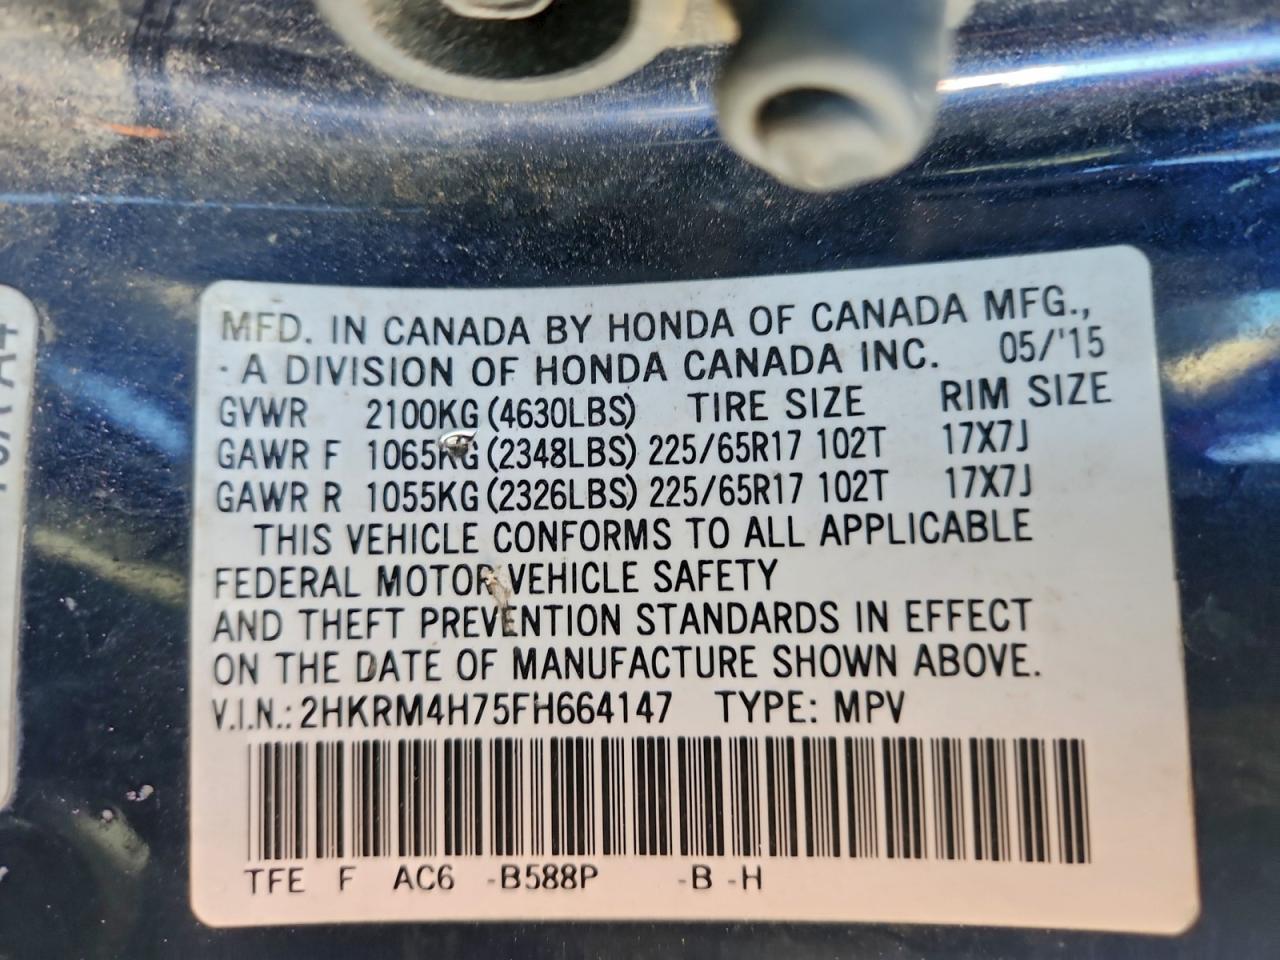 MFD. IN CANADA BY HONDA OF CANADA MFG.,
- A DIVISION OF HONDA CANADA INC. 05/'15
GVWR 2100KG (4630LBS) TIRE SIZE RIM SIZE
GAWR F 1065KG (2348LBS) 225/65R17 102T 17X7J
GAWR R 1055KG (2326LBS) 225/65R17 102T 17X7J
THIS VEHICLE CONFORMS TO ALL APPLICABLE
FEDERAL MOTOR VEHICLE SAFETY
AND THEFT PREVENTION STANDARDS IN EFFECT
ON THE DATE OF MANUFACTURE SHOWN ABOVE.
V.I.N.: 2HKRM4H75FH664147 TYPE: MPV
TFE F AC6 -B588P -B -H